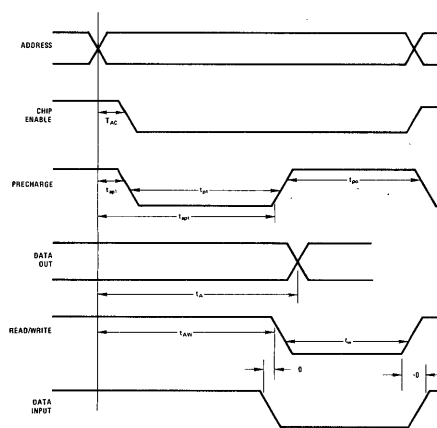 ADDRESS
CHIP
ENABLE
TAC
PRECHARGE
tap1
tp1
tpo
tap1
DATA
OUT
tA
READ/WRITE
tAW
tw
0
-0
DATA
INPUT